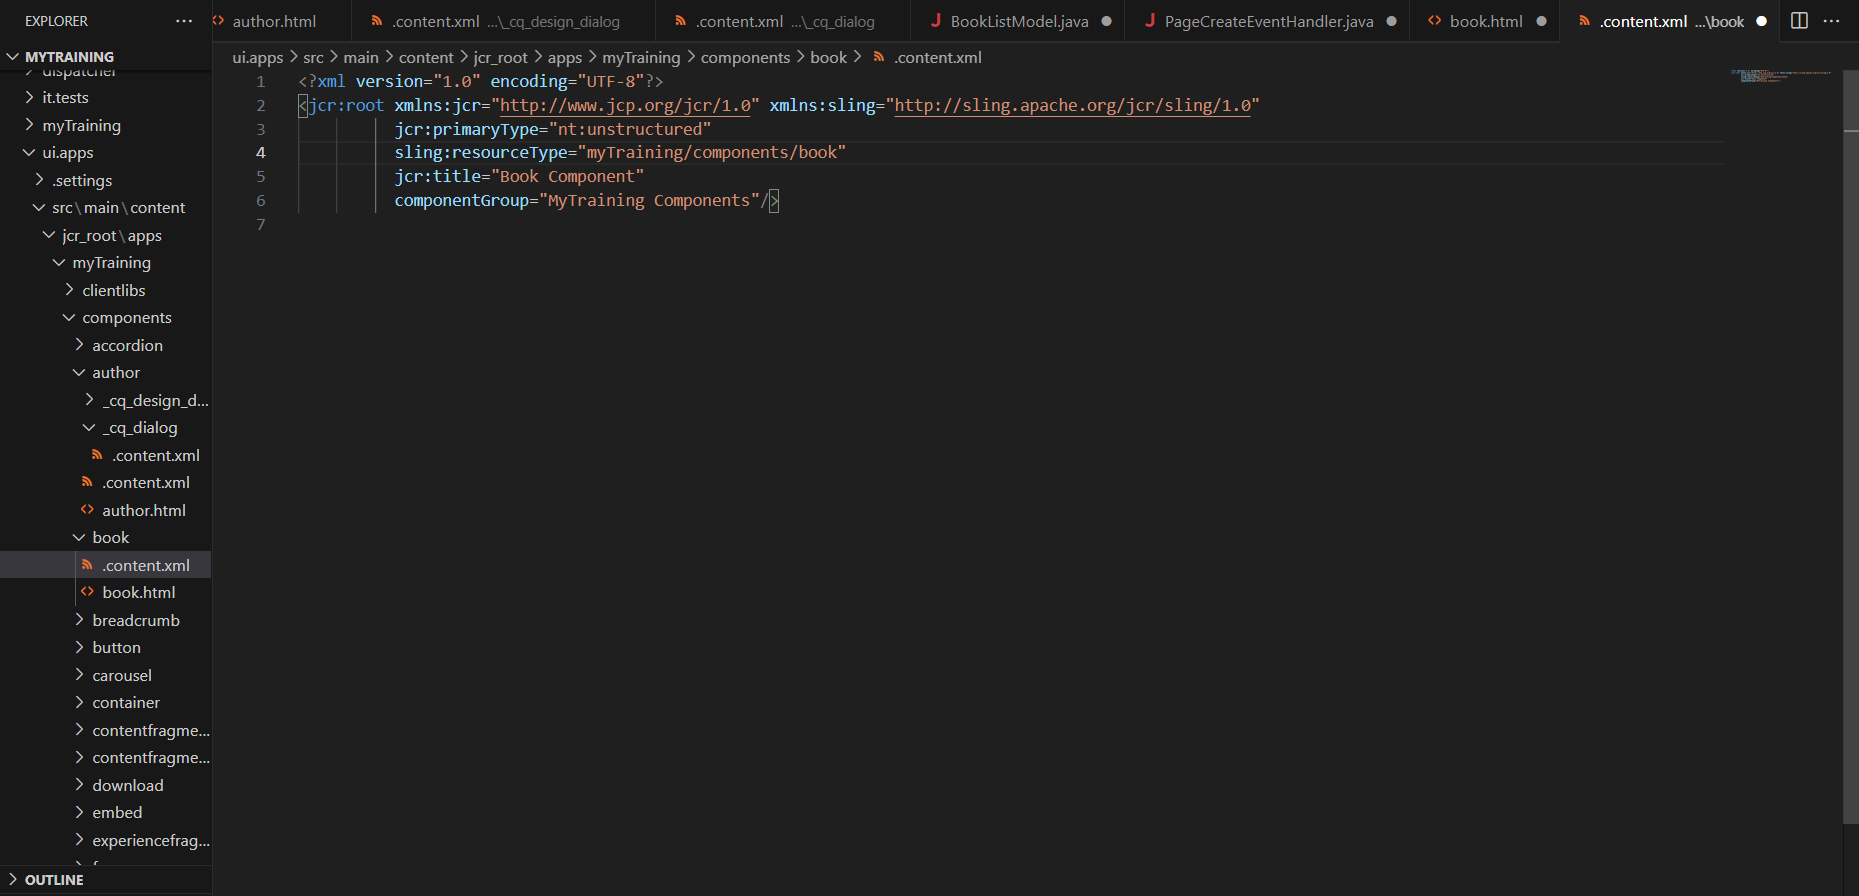 EXPLORER ···
author.html
.content.xml ...\_cq_design_dialog
.content.xml ...\_cq_dialog
BookListModel.java
PageCreateEventHandler.java
book.html
.content.xml ...\book
MYTRAINING
dispatcher
it.tests
myTraining
ui.apps
.settings
src\main\content
jcr_root\apps
myTraining
clientlibs
components
accordion
author
_cq_design_d...
_cq_dialog
.content.xml
.content.xml
author.html
book
.content.xml
book.html
breadcrumb
button
carousel
container
contentfragme...
contentfragme...
download
embed
experiencefrag...
OUTLINE
ui.apps > src > main > content > jcr_root > apps > myTraining > components > book > .content.xml
1 <?xml version="1.0" encoding="UTF-8"?>
2 <jcr:root xmlns:jcr="http://www.jcp.org/jcr/1.0" xmlns:sling="http://sling.apache.org/jcr/sling/1.0"
3 jcr:primaryType="nt:unstructured"
4 sling:resourceType="myTraining/components/book"
5 jcr:title="Book Component"
6 componentGroup="MyTraining Components"/>
7